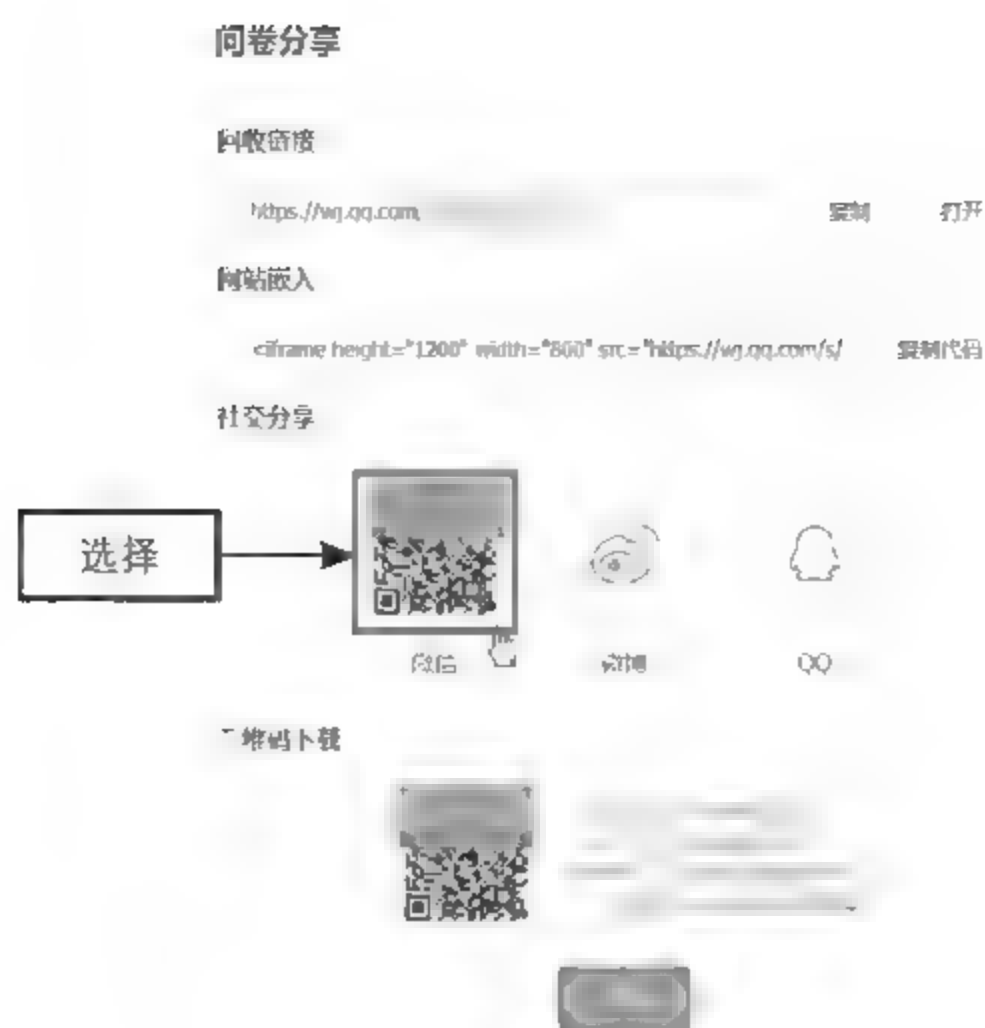 问卷分享
回收链接
https://wj.qq.com 复制 打开
网站嵌入
<iframe height="1200" width="800" src="https://wj.qq.com/s/ 复制代码
社交分享
选择
微信 微博 QQ
二维码下载